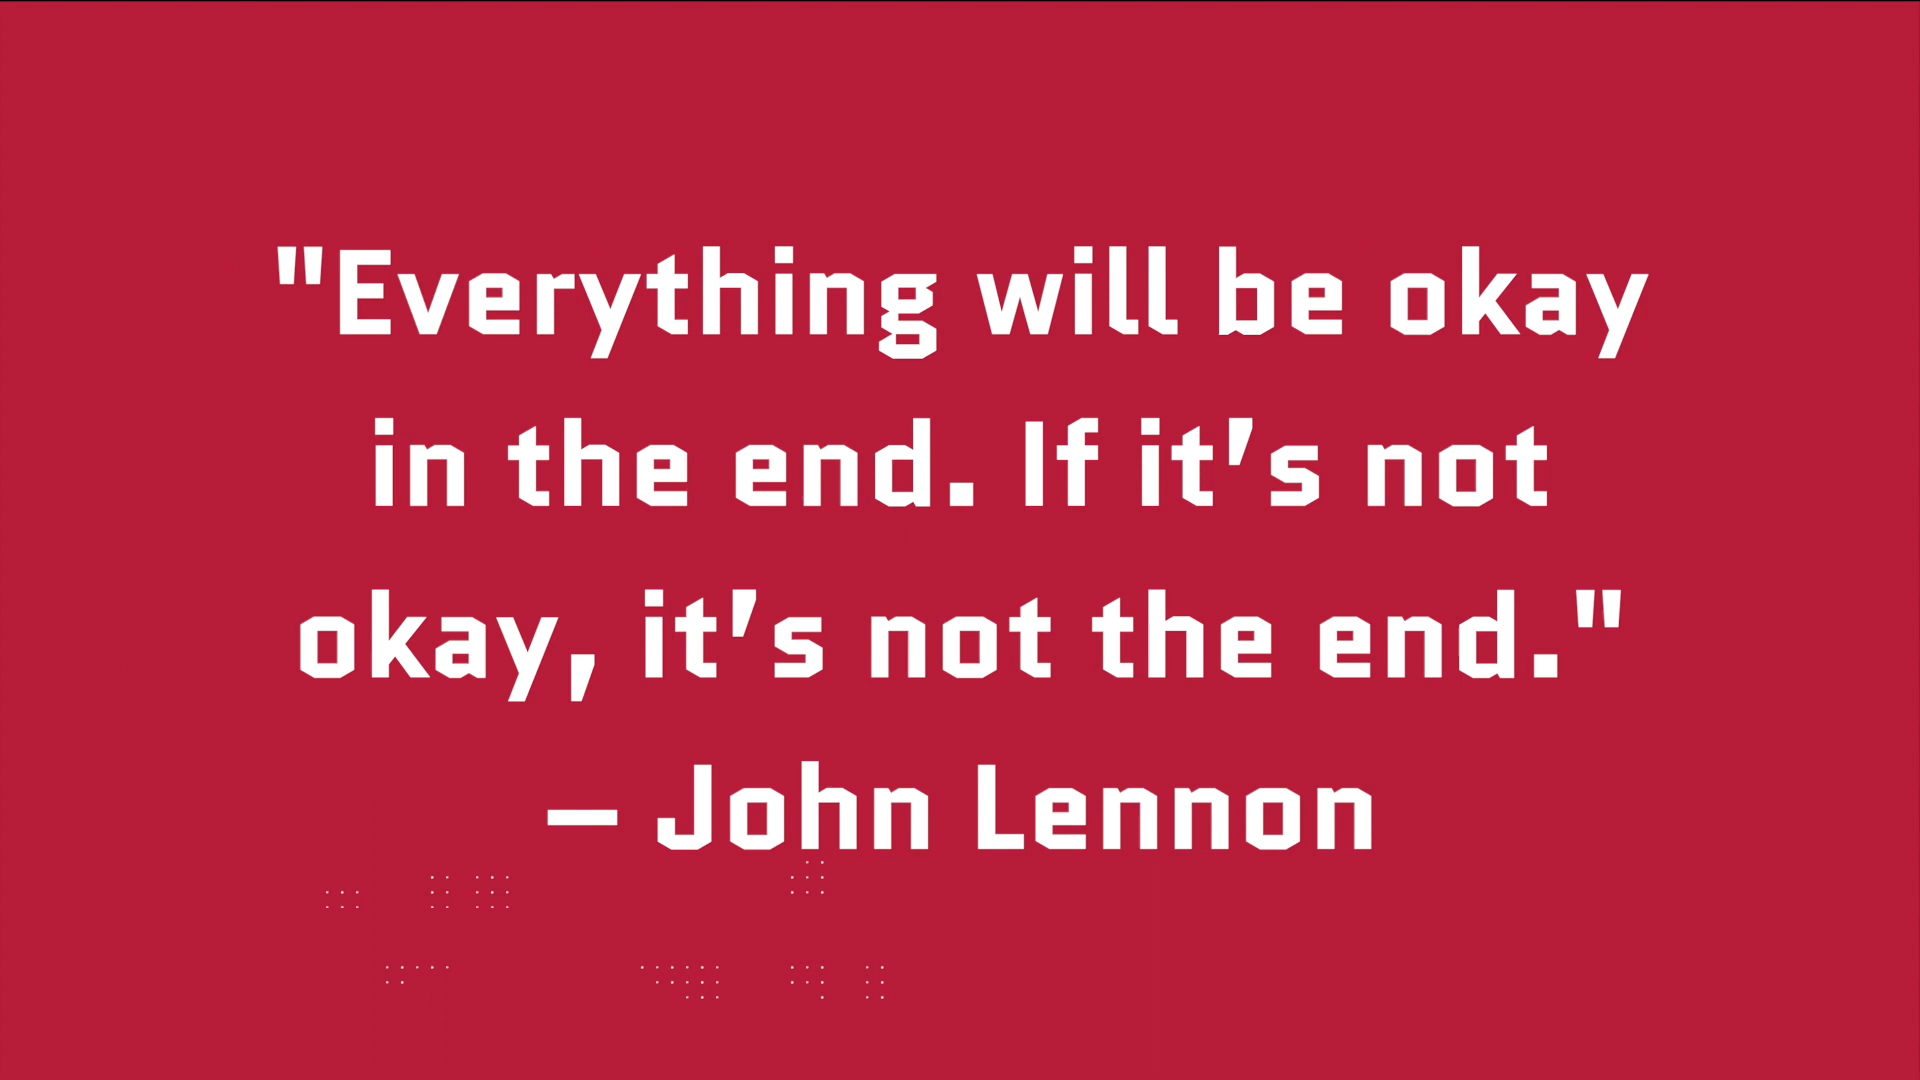 "Everything will be okay
in the end. If it’s not
okay, it’s not the end."
– John Lennon